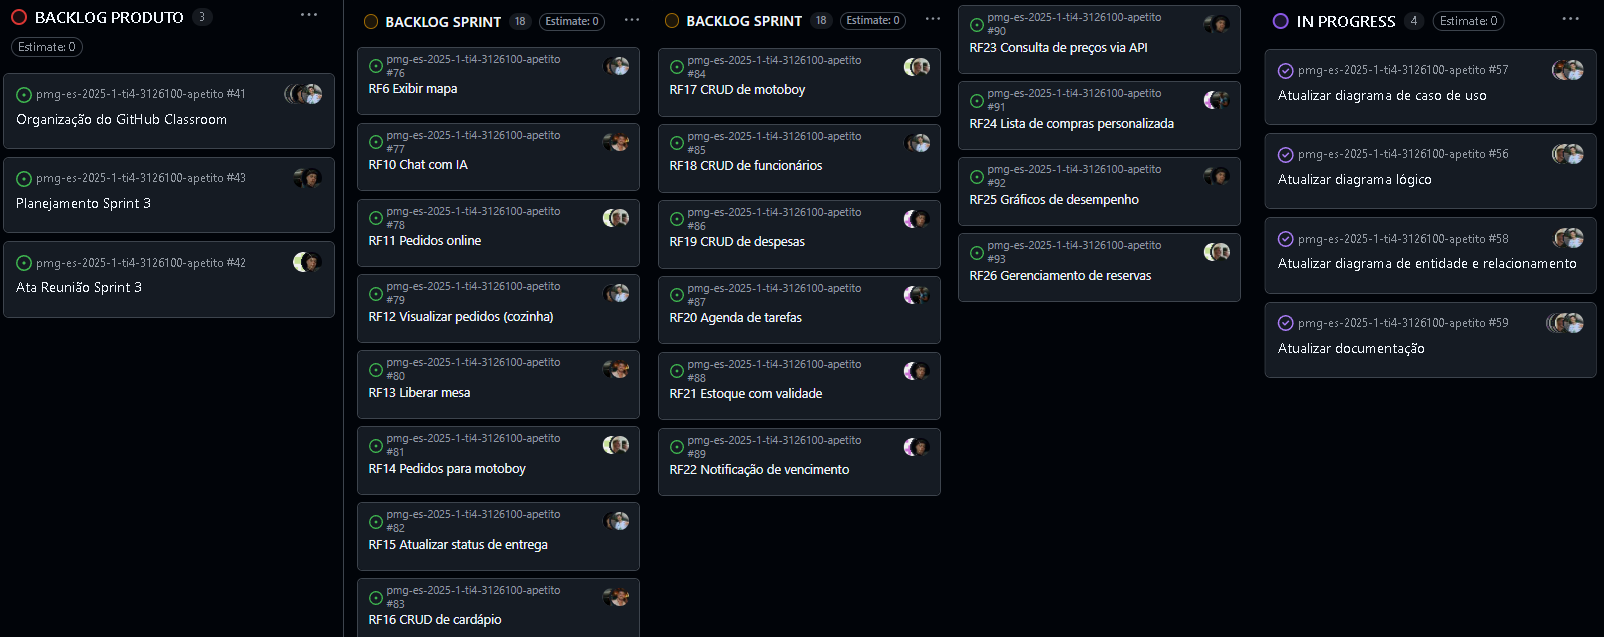 BACKLOG PRODUTO 3
Estimate: 0
pmg-es-2025-1-ti4-3126100-apetito #41
Organização do GitHub Classroom
pmg-es-2025-1-ti4-3126100-apetito #43
Planejamento Sprint 3
pmg-es-2025-1-ti4-3126100-apetito #42
Ata Reunião Sprint 3
BACKLOG SPRINT 18 Estimate: 0
pmg-es-2025-1-ti4-3126100-apetito
#76
RF6 Exibir mapa
pmg-es-2025-1-ti4-3126100-apetito
#77
RF10 Chat com IA
pmg-es-2025-1-ti4-3126100-apetito
#78
RF11 Pedidos online
pmg-es-2025-1-ti4-3126100-apetito
#79
RF12 Visualizar pedidos (cozinha)
pmg-es-2025-1-ti4-3126100-apetito
#80
RF13 Liberar mesa
pmg-es-2025-1-ti4-3126100-apetito
#81
RF14 Pedidos para motoboy
pmg-es-2025-1-ti4-3126100-apetito
#82
RF15 Atualizar status de entrega
pmg-es-2025-1-ti4-3126100-apetito
#83
RF16 CRUD de cardápio
BACKLOG SPRINT 18 Estimate: 0
pmg-es-2025-1-ti4-3126100-apetito
#84
RF17 CRUD de motoboy
pmg-es-2025-1-ti4-3126100-apetito
#85
RF18 CRUD de funcionários
pmg-es-2025-1-ti4-3126100-apetito
#86
RF19 CRUD de despesas
pmg-es-2025-1-ti4-3126100-apetito
#87
RF20 Agenda de tarefas
pmg-es-2025-1-ti4-3126100-apetito
#88
RF21 Estoque com validade
pmg-es-2025-1-ti4-3126100-apetito
#89
RF22 Notificação de vencimento
pmg-es-2025-1-ti4-3126100-apetito
#90
RF23 Consulta de preços via API
pmg-es-2025-1-ti4-3126100-apetito
#91
RF24 Lista de compras personalizada
pmg-es-2025-1-ti4-3126100-apetito
#92
RF25 Gráficos de desempenho
pmg-es-2025-1-ti4-3126100-apetito
#93
RF26 Gerenciamento de reservas
IN PROGRESS 4 Estimate: 0
pmg-es-2025-1-ti4-3126100-apetito #57
Atualizar diagrama de caso de uso
pmg-es-2025-1-ti4-3126100-apetito #56
Atualizar diagrama lógico
pmg-es-2025-1-ti4-3126100-apetito #58
Atualizar diagrama de entidade e relacionamento
pmg-es-2025-1-ti4-3126100-apetito #59
Atualizar documentação